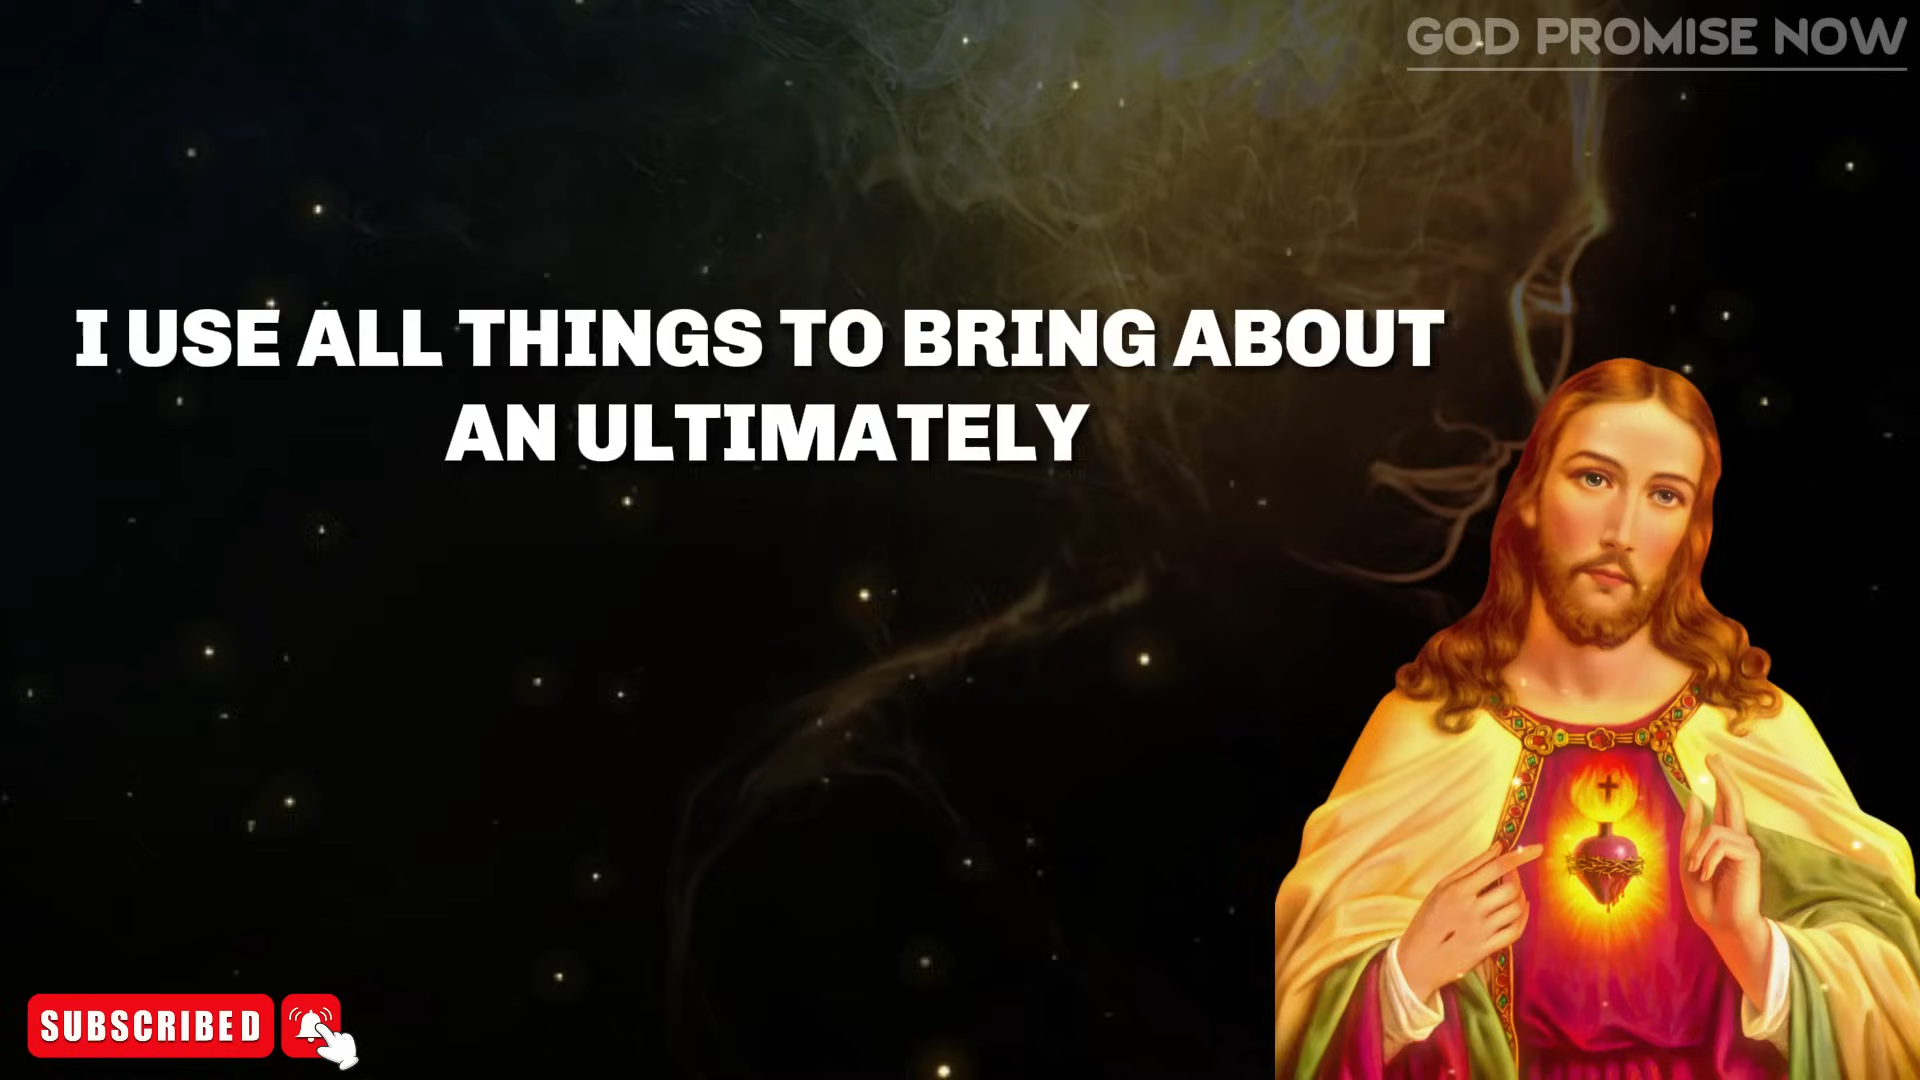 GOD PROMISE NOW
I USE ALL THINGS TO BRING ABOUT
AN ULTIMATELY
SUBSCRIBED